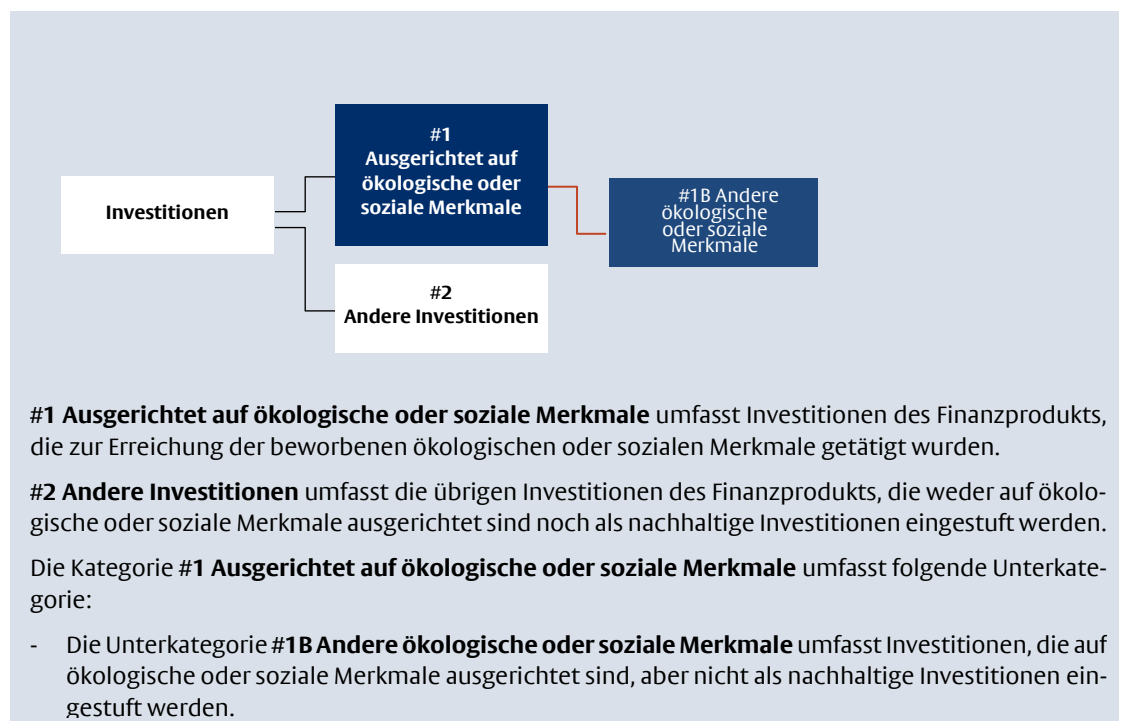 #1
Ausgerichtet auf
ökologische oder
soziale Merkmale
Investitionen
#1B Andere
ökologische
oder soziale
Merkmale
#2
Andere Investitionen
#1 Ausgerichtet auf ökologische oder soziale Merkmale umfasst Investitionen des Finanzprodukts,
die zur Erreichung der beworbenen ökologischen oder sozialen Merkmale getätigt wurden.
#2 Andere Investitionen umfasst die übrigen Investitionen des Finanzprodukts, die weder auf ökolo-
gische oder soziale Merkmale ausgerichtet sind noch als nachhaltige Investitionen eingestuft werden.
Die Kategorie #1 Ausgerichtet auf ökologische oder soziale Merkmale umfasst folgende Unterkate-
gorie:
- Die Unterkategorie #1B Andere ökologische oder soziale Merkmale umfasst Investitionen, die auf
ökologische oder soziale Merkmale ausgerichtet sind, aber nicht als nachhaltige Investitionen ein-
gestuft werden.